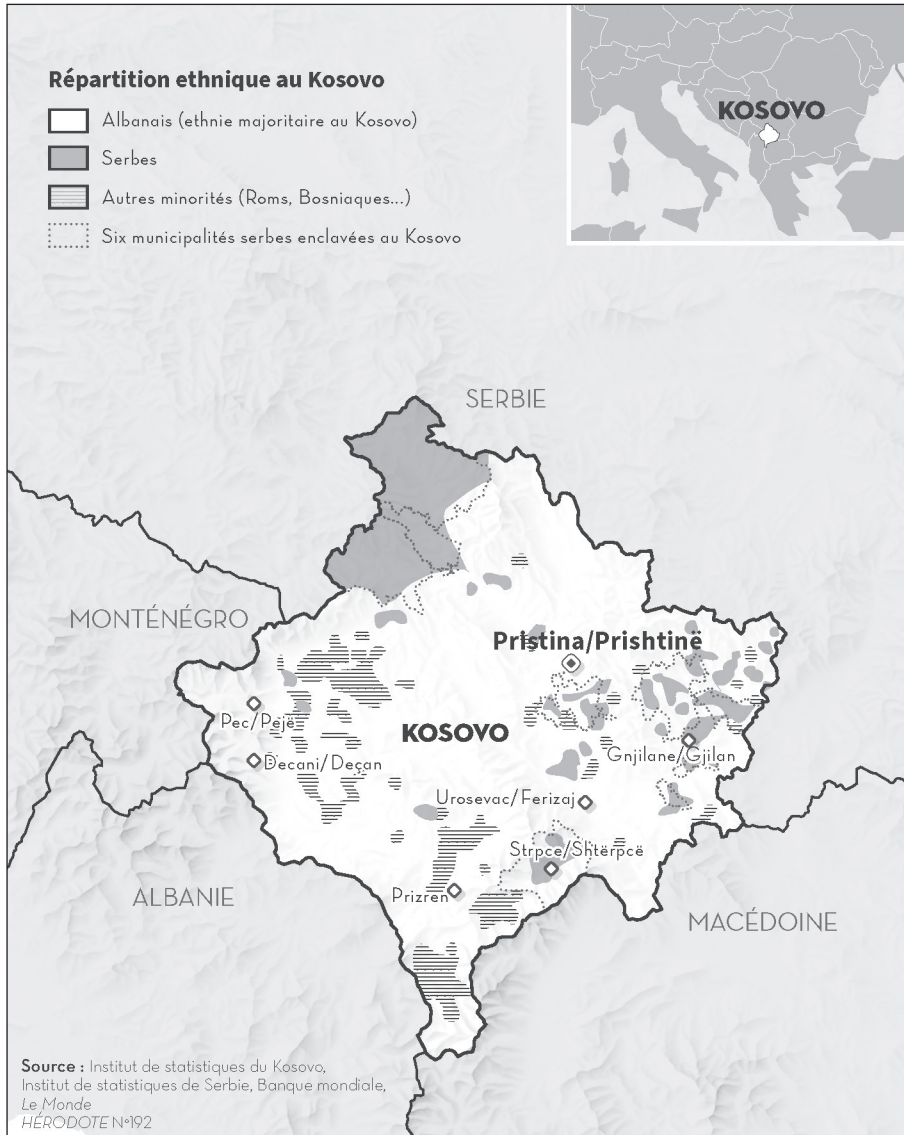 Répartition ethnique au Kosovo
Albanais (ethnie majoritaire au Kosovo)
Serbes
Autres minorités (Roms, Bosniaques...)
Six municipalités serbes enclavées au Kosovo
KOSOVO
SERBIE
MONTÉNÉGRO
Pristina/Prishtinë
Pec/Pejë
KOSOVO
Decani/Deçan
Gnjilane/Gjilan
Urosevac/Ferizaj
Strpce/Shtërpcë
ALBANIE
Prizren
MACÉDOINE
Source : Institut de statistiques du Kosovo,
Institut de statistiques de Serbie, Banque mondiale,
Le Monde
HÉRODOTE N°192